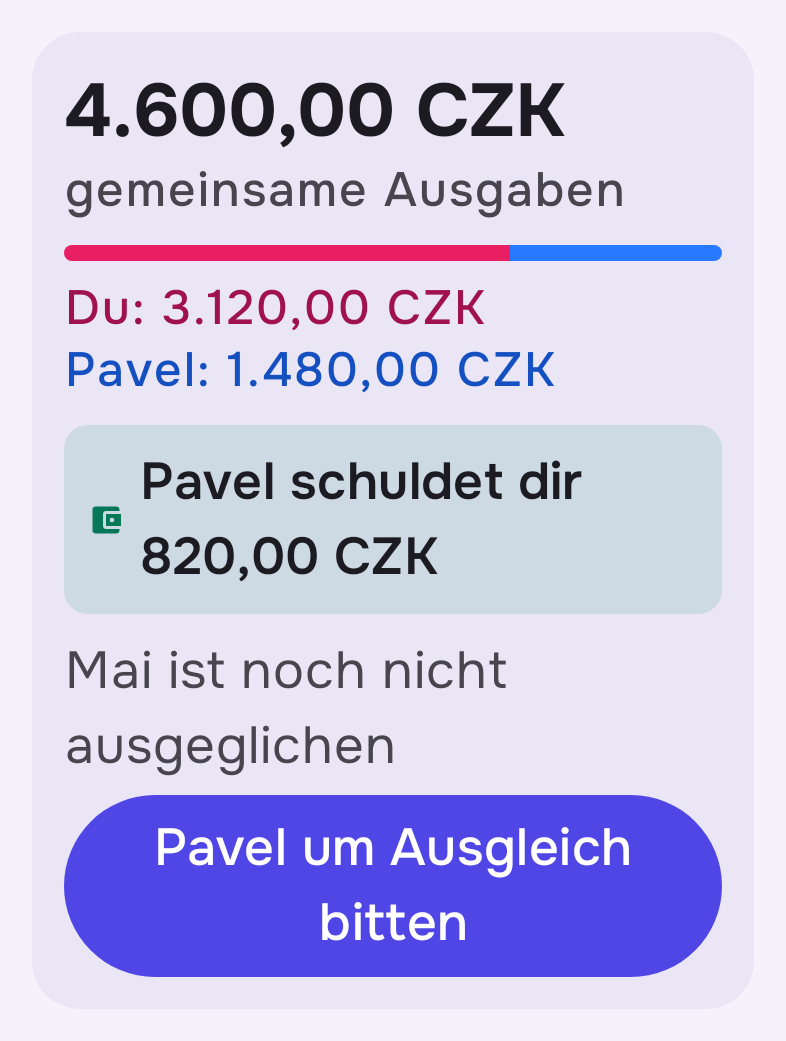 4.600,00 CZK
gemeinsame Ausgaben
Du: 3.120,00 CZK
Pavel: 1.480,00 CZK
Pavel schuldet dir
820,00 CZK
Mai ist noch nicht
ausgeglichen
Pavel um Ausgleich
bitten